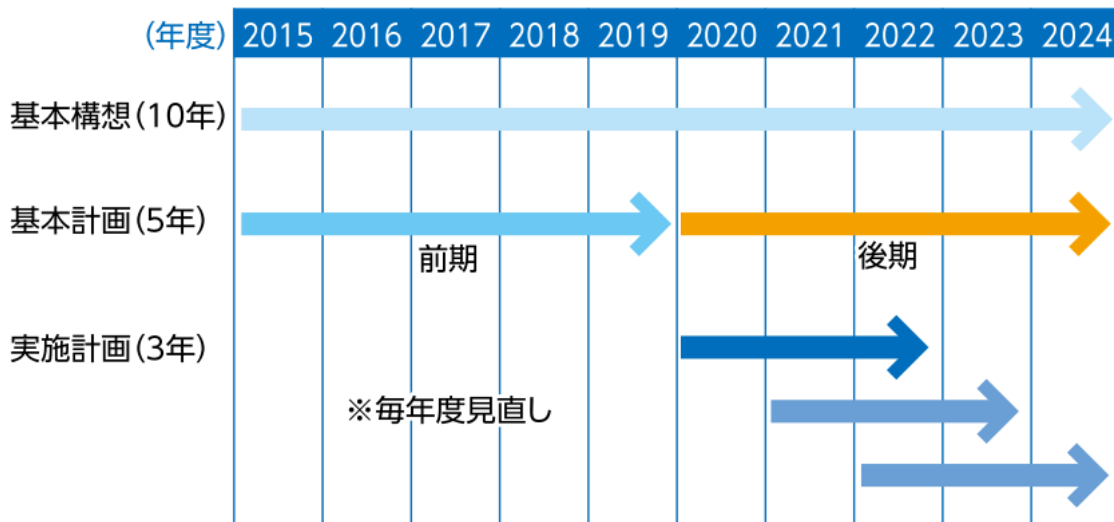 (年度) 2015 2016 2017 2018 2019 2020 2021 2022 2023 2024
基本構想(10年)
基本計画(5年)
前期 後期
実施計画(3年)
※毎年度見直し